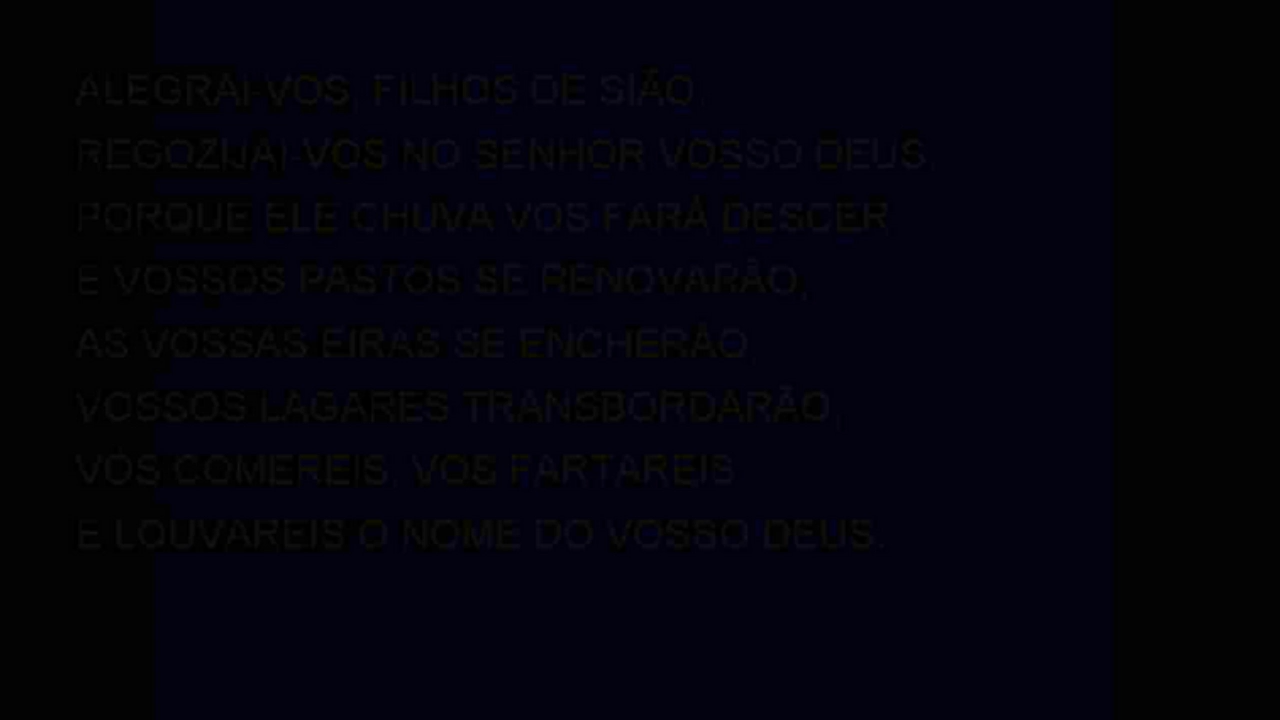 ALEGRAI-VOS, FILHOS DE SIÃO,
REGOZIJAI-VOS NO SENHOR VOSSO DEUS,
PORQUE ELE CHUVA VOS FARÁ DESCER
E VOSSOS PASTOS SE RENOVARÃO,
AS VOSSAS EIRAS SE ENCHERÃO,
VOSSOS LAGARES TRANSBORDARÃO,
VÓS COMEREIS, VOS FARTAREIS
E LOUVAREIS O NOME DO VOSSO DEUS.